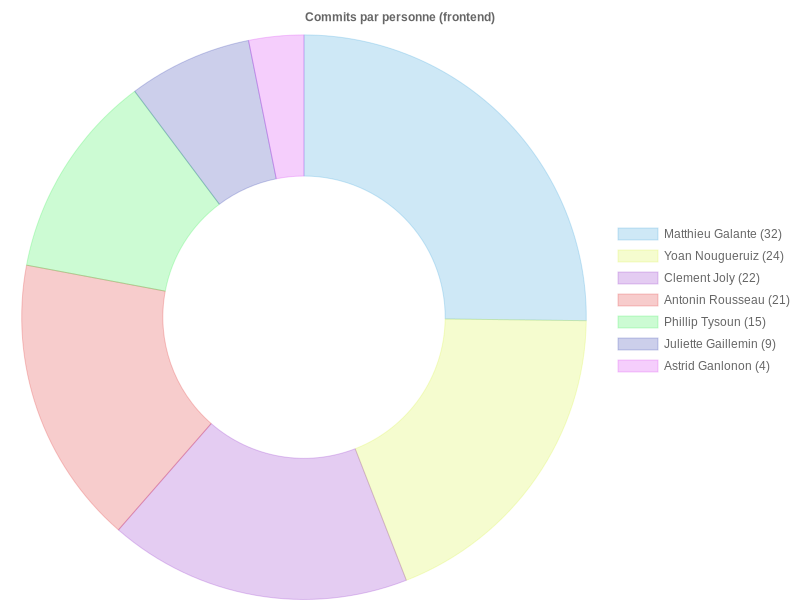 Commits par personne (frontend)
Matthieu Galante (32)
Yoan Nougueruiz (24)
Clement Joly (22)
Antonin Rousseau (21)
Phillip Tysoun (15)
Juliette Gaillemin (9)
Astrid Ganlonon (4)